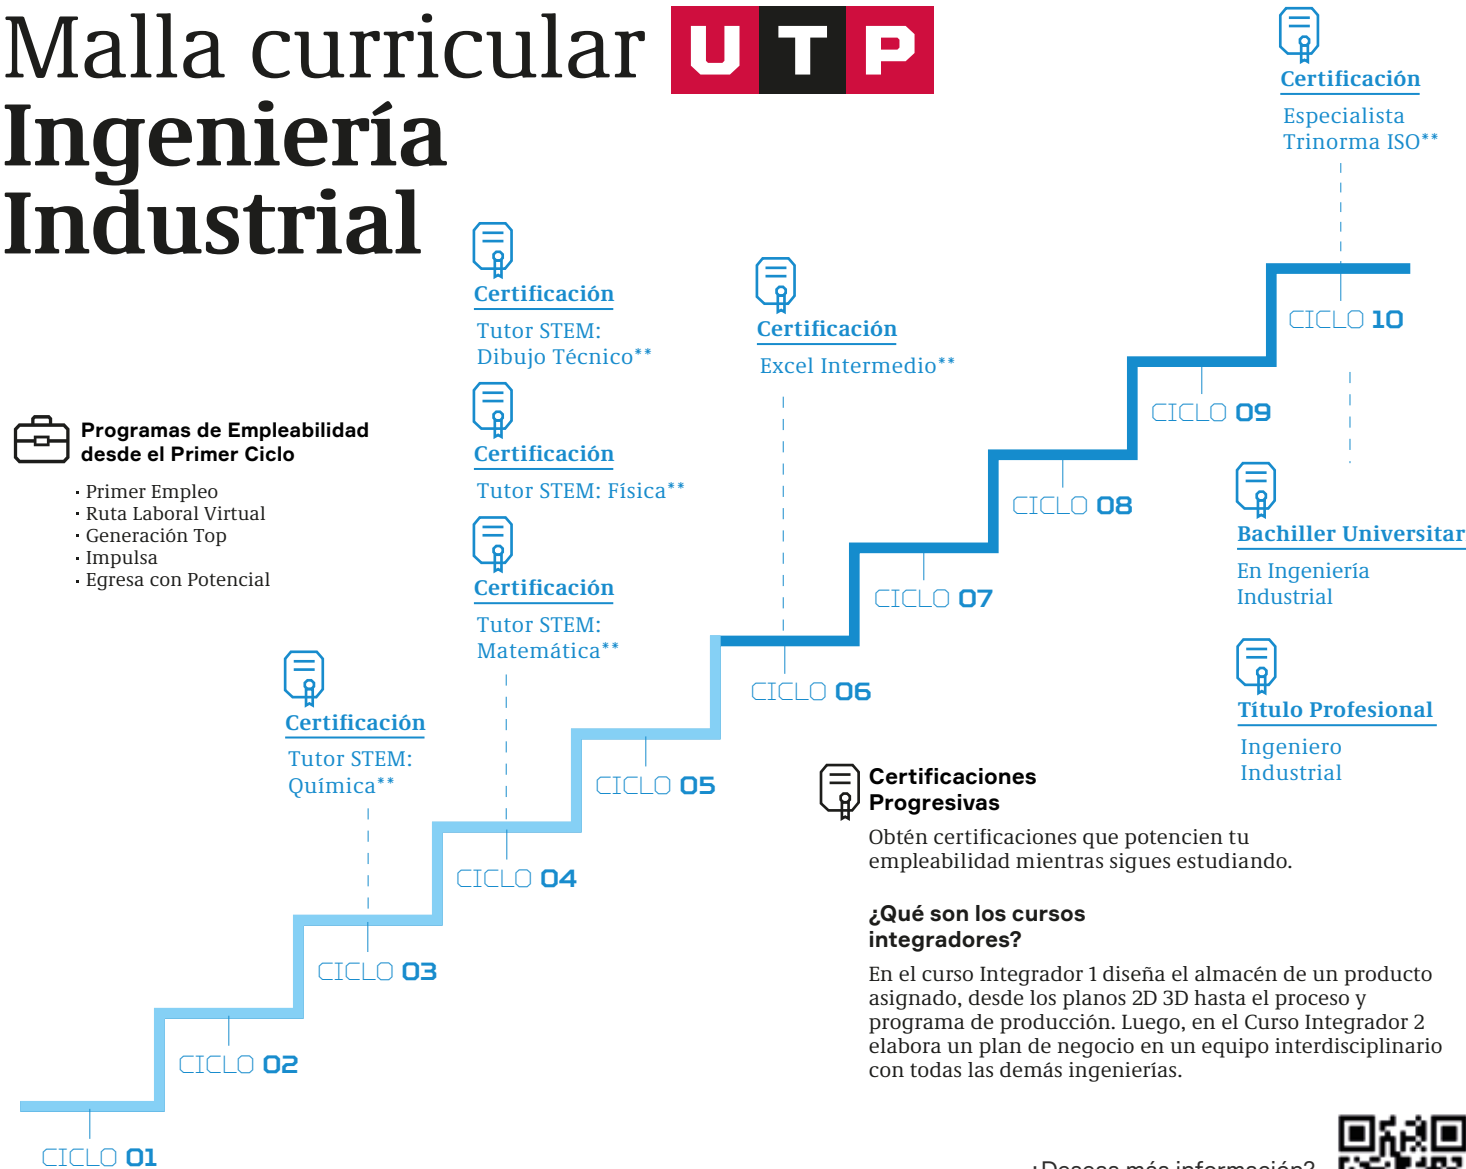 Malla curricular UTP
Ingeniería
Industrial
Programas de Empleabilidad
desde el Primer Ciclo
· Primer Empleo
· Ruta Laboral Virtual
· Generación Top
· Impulsa
· Egresa con Potencial
CICLO 01
CICLO 02
Certificación
Tutor STEM:
Química**
CICLO 03
Certificación
Tutor STEM:
Dibujo Técnico**
Certificación
Tutor STEM: Física**
Certificación
Tutor STEM:
Matemática**
CICLO 04
CICLO 05
Certificación
Excel Intermedio**
CICLO 06
CICLO 07
CICLO 08
CICLO 09
Certificación
Especialista
Trinorma ISO**
CICLO 10
Bachiller Universitar
En Ingeniería
Industrial
Título Profesional
Ingeniero
Industrial
Certificaciones
Progresivas
Obtén certificaciones que potencien tu
empleabilidad mientras sigues estudiando.
¿Qué son los cursos
integradores?
En el curso Integrador 1 diseña el almacén de un producto
asignado, desde los planos 2D 3D hasta el proceso y
programa de producción. Luego, en el Curso Integrador 2
elabora un plan de negocio en un equipo interdisciplinario
con todas las demás ingenierías.
¿Deseas más información?